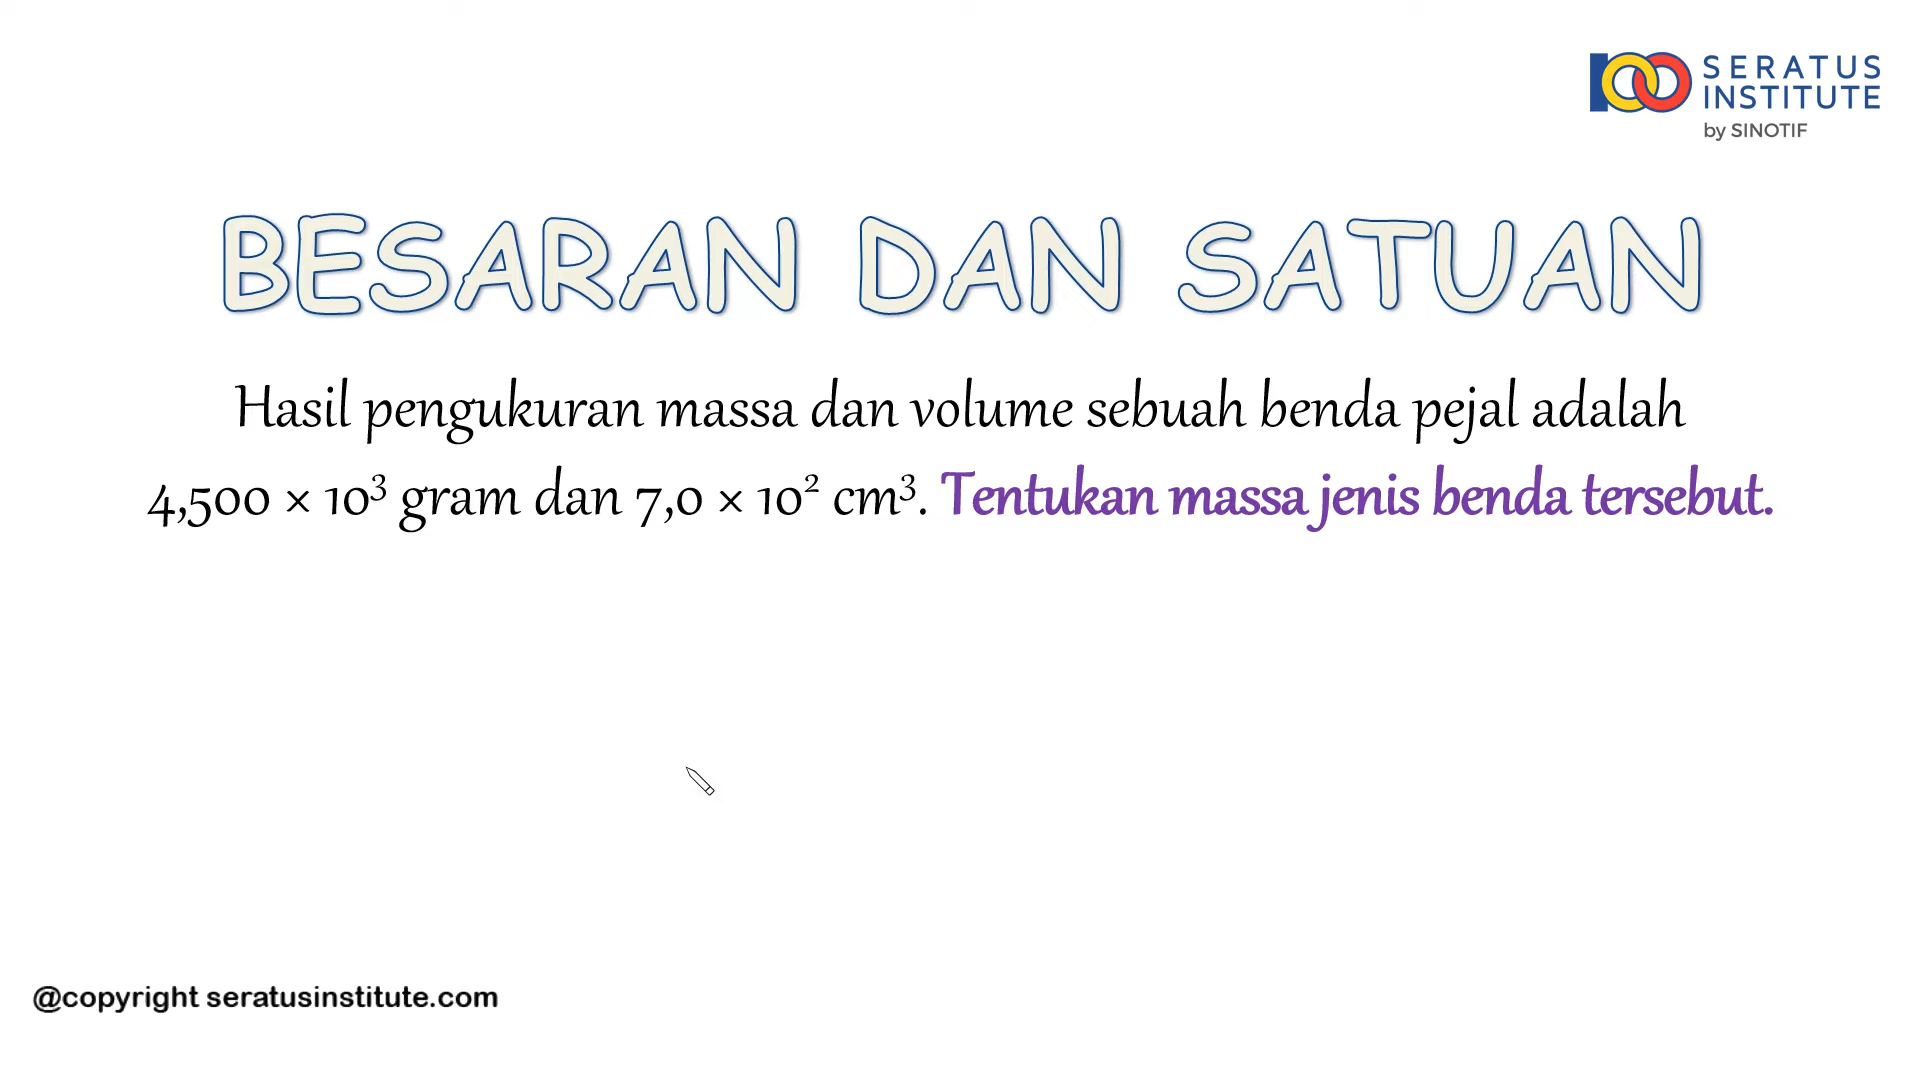 SERATUS
INSTITUTE
by SINOTIF
BESARAN DAN SATUAN
Hasil pengukuran massa dan volume sebuah benda pejal adalah
4,500 × 10³ gram dan 7,0 × 10² cm³. Tentukan massa jenis benda tersebut.
@copyright seratusinstitute.com